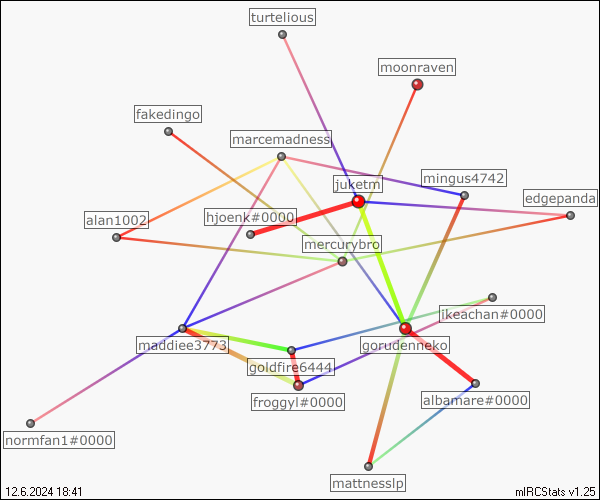 turtelious
moonraven
fakedingo
marcemadness
juketm
mingus4742
edgepanda
alan1002
hjoenk#0000
mercurybro
ikeachan#0000
maddiee3773
gorudenneko
goldfire6444
froggyl#0000
albamare#0000
normfan1#0000
mattnesslp
12.6.2024 18:41
mIRCStats v1.25